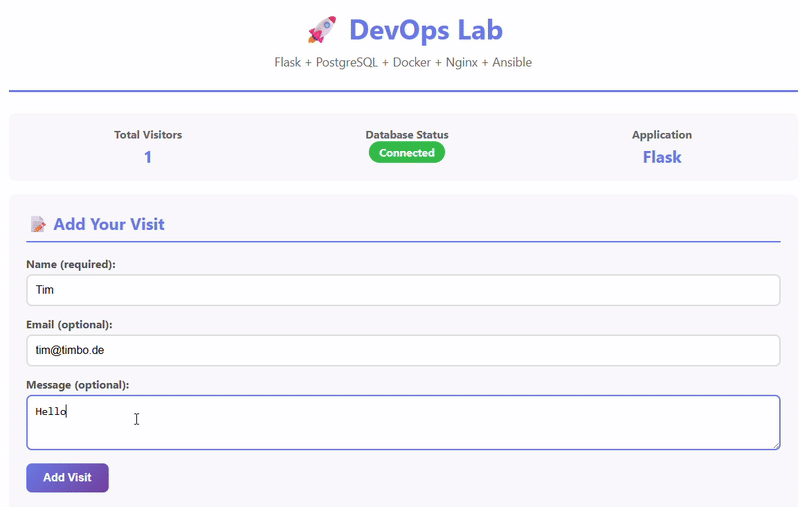 🚀 DevOps Lab
Flask + PostgreSQL + Docker + Nginx + Ansible
Total Visitors
1
Database Status
Connected
Application
Flask
📝 Add Your Visit
Name (required):
Tim
Email (optional):
tim@timbo.de
Message (optional):
Hello
Add Visit